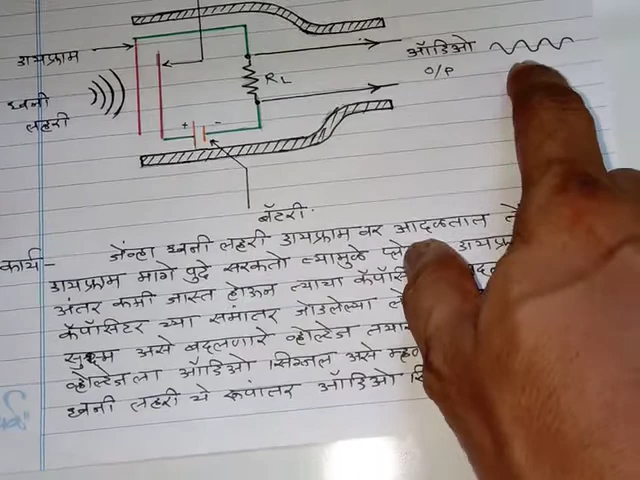 डायफ्राम
ध्वनी
लहरी
RL
ऑडिओ
O/P
+ -
बॅटरी.
कार्य- जेंव्हा ध्वनी लहरी डायफ्राम वर आदळतात
डायफ्राम मागे पुढे सरकतो त्यामुळे
अंतर कमी जास्त होऊन त्याचा
कॅपॅसिटर च्या समांतर जोडलेल्या
सुक्ष्म असे बदलणारे व्होल्टेज
व्होल्टेजला ऑडिओ सिग्नल असे
ध्वनी लहरी चे रूपांतर ऑडिओ